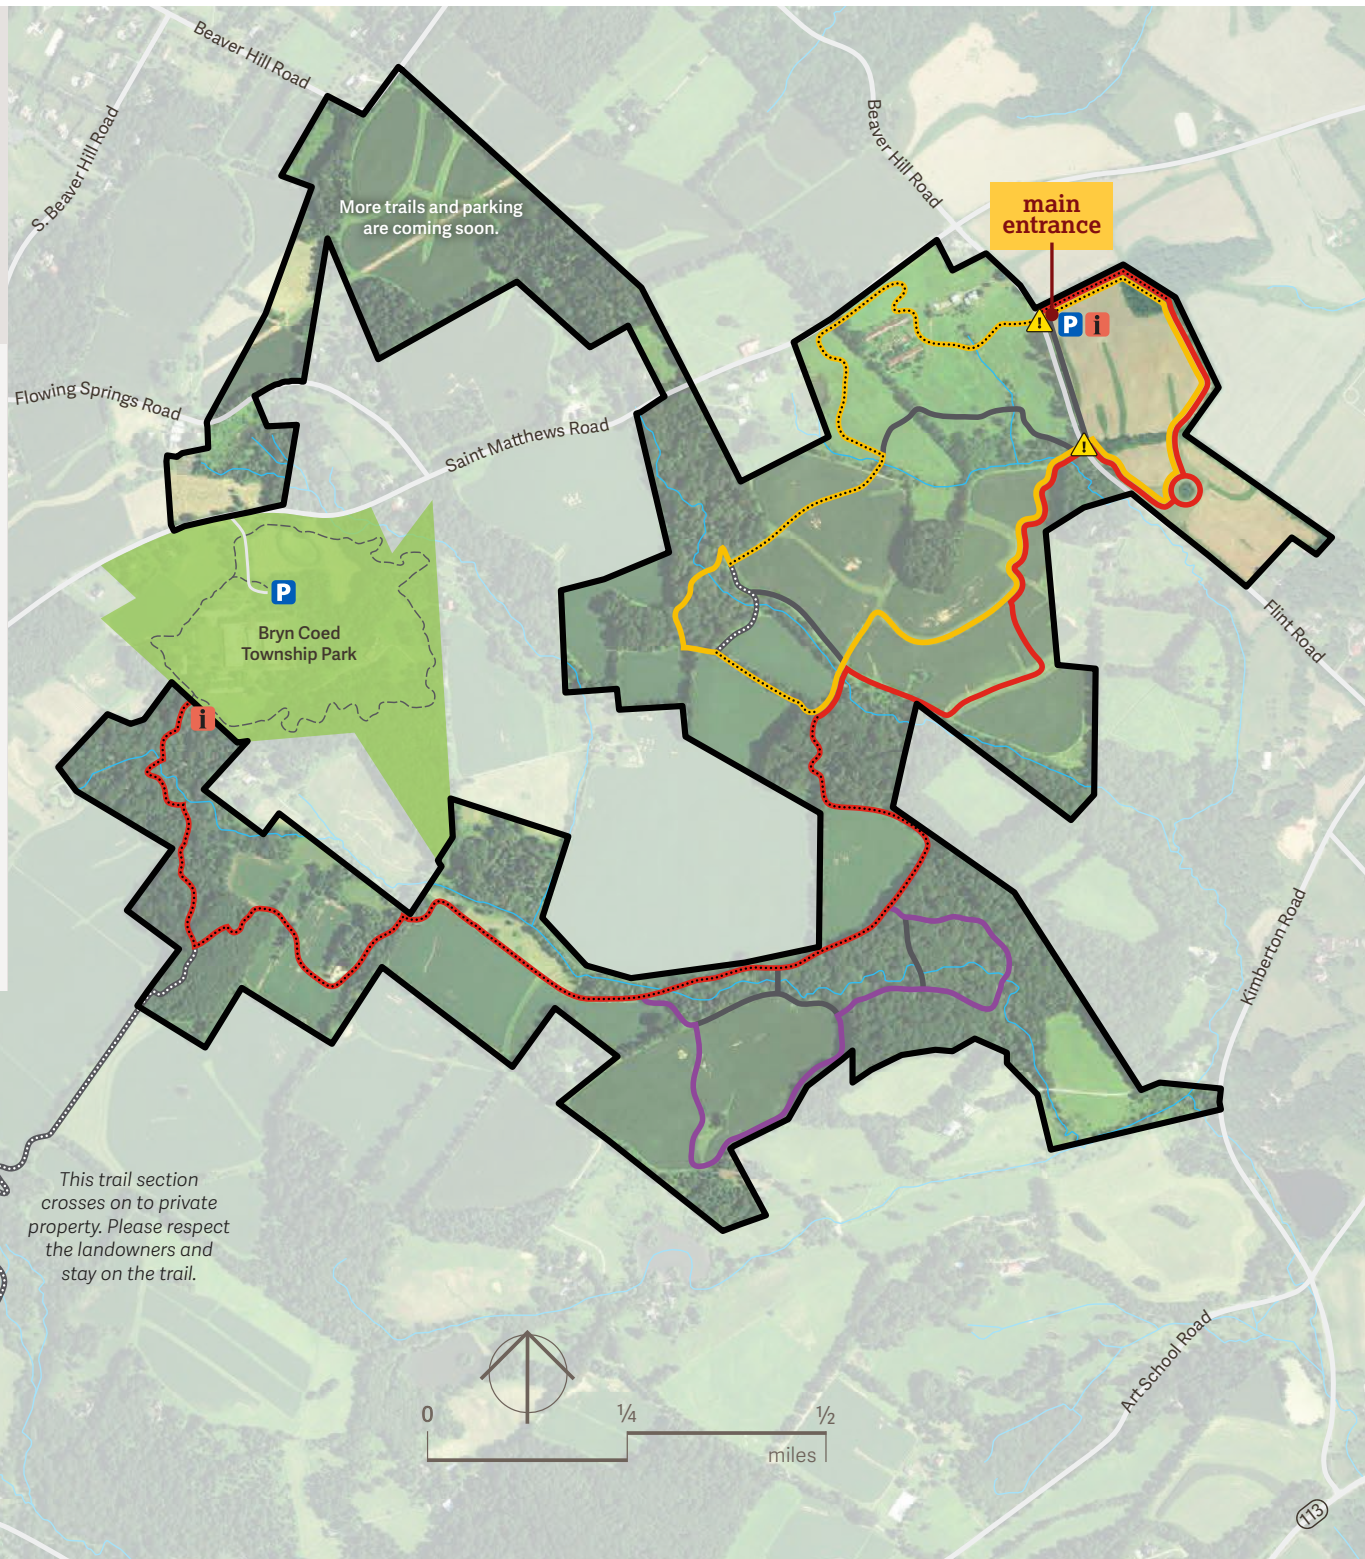 Beaver Hill Road
S. Beaver Hill Road
Beaver Hill Road
main
entrance
More trails and parking
are coming soon.
P i
Flowing Springs Road
Saint Matthews Road
P
Bryn Coed
Township Park
Flint Road
i
Kimberton Road
This trail section
crosses on to private
property. Please respect
the landowners and
stay on the trail.
Art School Road
0 ¼ ½
miles
113